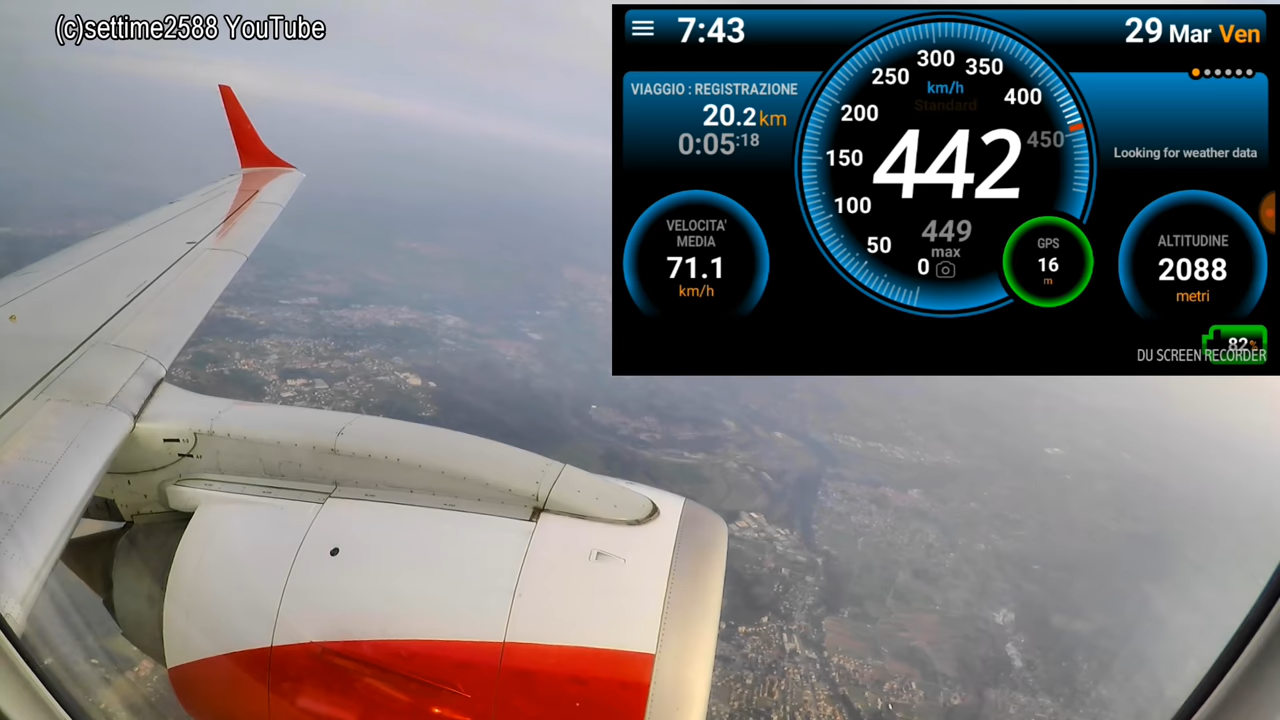 (c)settime2588 YouTube
7:43
29 Mar Ven
VIAGGIO : REGISTRAZIONE
20.2 km
0:05:18
300
250
350
km/h
Standard
200
400
442
450
150
100
50
0
449
max
VELOCITA'
MEDIA
71.1
km/h
GPS
16
m
Looking for weather data
ALTITUDINE
2088
metri
82%
DU SCREEN RECORDER